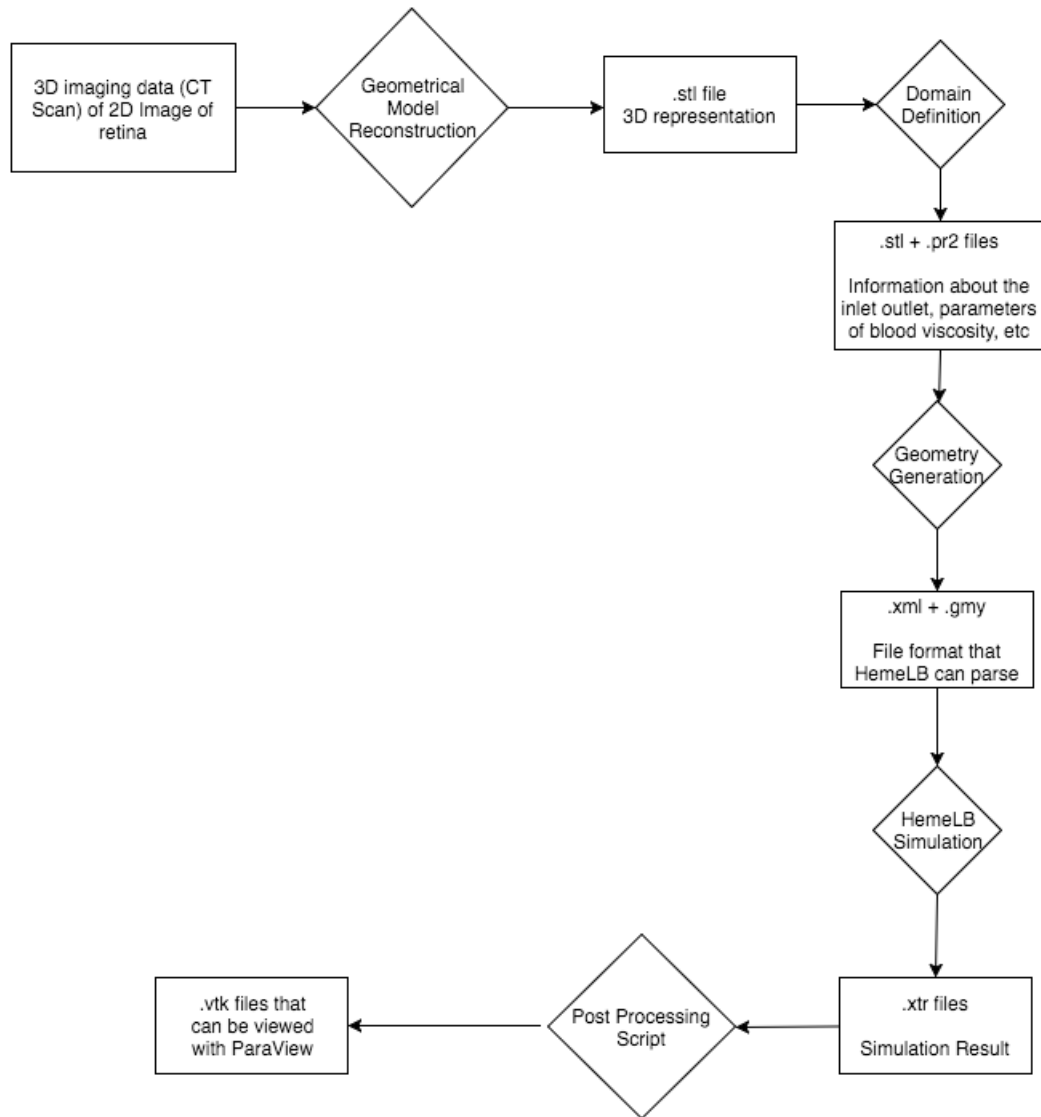 3D imaging data (CT
Scan) of 2D Image of
retina
Geometrical
Model
Reconstruction
.stl file
3D representation
Domain
Definition
.stl + .pr2 files
Information about the
inlet outlet, parameters
of blood viscosity, etc
Geometry
Generation
.xml + .gmy
File format that
HemeLB can parse
HemeLB
Simulation
.xtr files
Simulation Result
Post Processing
Script
.vtk files that
can be viewed
with ParaView